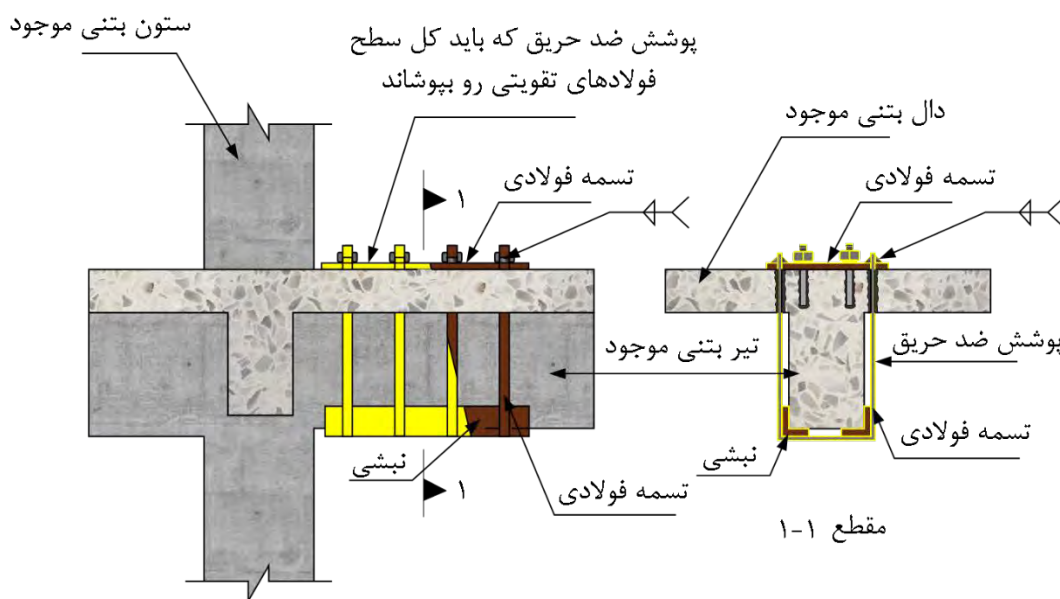 ستون بتنی موجود
پوشش ضد حریق که باید کل سطح
فولادهای تقویتی رو بپوشاند
دال بتنی موجود
۱
تسمه فولادی
تسمه فولادی
تیر بتنی موجود
پوشش ضد حریق
نبشی
تسمه فولادی
۱
نبشی
تسمه فولادی
مقطع ۱-۱